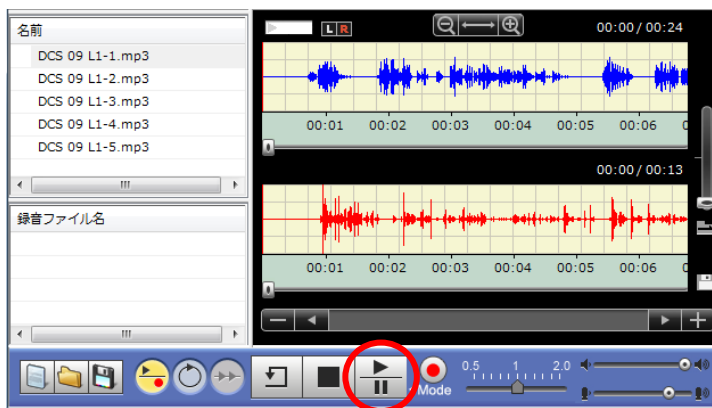 名前
DCS 09 L1-1.mp3
DCS 09 L1-2.mp3
DCS 09 L1-3.mp3
DCS 09 L1-4.mp3
DCS 09 L1-5.mp3
録音ファイル名
L R
00:00 / 00:24
00:01 00:02 00:03 00:04 00:05 00:06 0
00:00 / 00:13
00:01 00:02 00:03 00:04 00:05 00:06 0
Mode
0.5 1 2.0